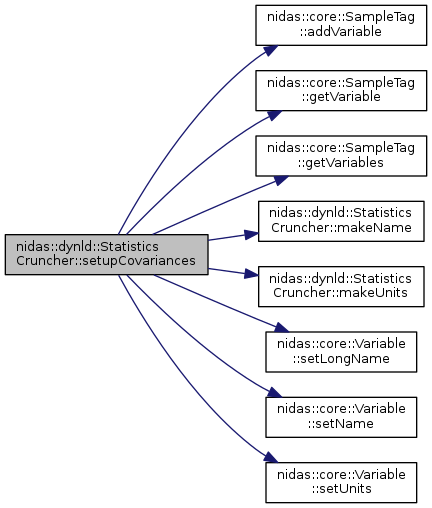 nidas::dynld::Statistics
Cruncher::setupCovariances
nidas::core::SampleTag
::addVariable
nidas::core::SampleTag
::getVariable
nidas::core::SampleTag
::getVariables
nidas::dynld::Statistics
Cruncher::makeName
nidas::dynld::Statistics
Cruncher::makeUnits
nidas::core::Variable
::setLongName
nidas::core::Variable
::setName
nidas::core::Variable
::setUnits